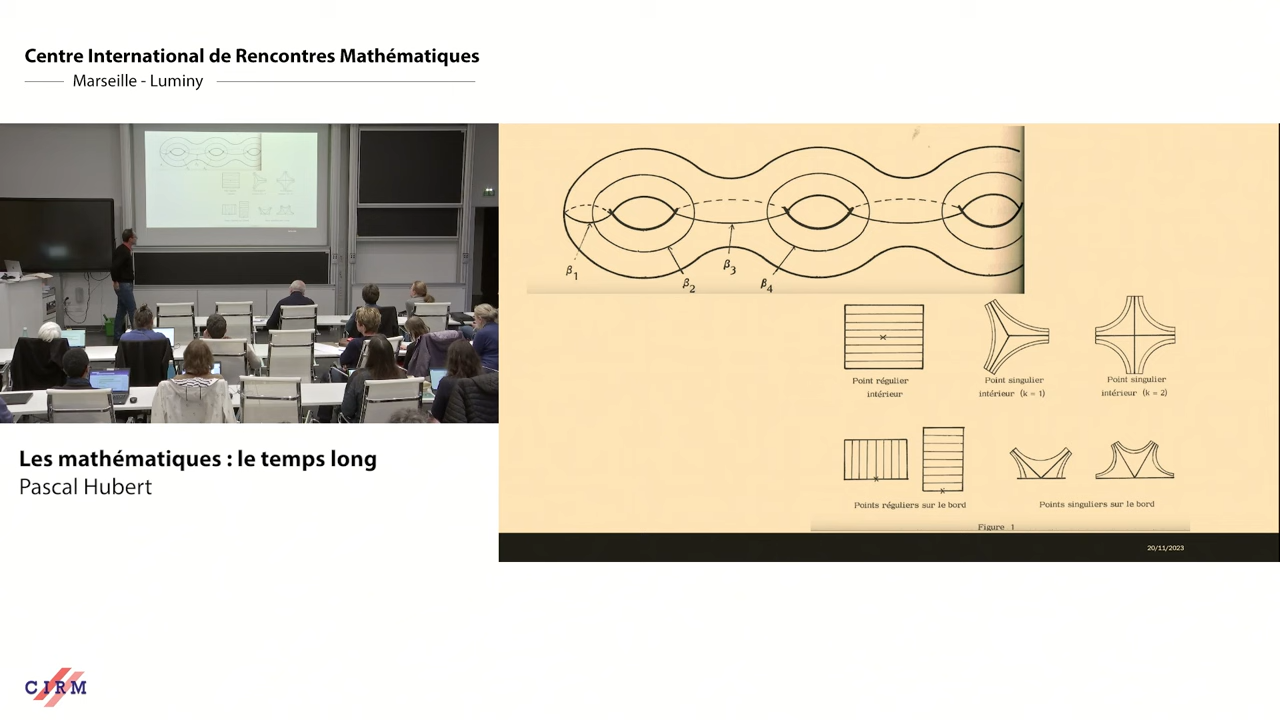 Centre International de Rencontres Mathématiques
Marseille - Luminy
β1
β2
β3
β4
Point régulier
intérieur
Point singulier
intérieur (k = 1)
Point singulier
intérieur (k = 2)
Points réguliers sur le bord
Points singuliers sur le bord
Figure 1
20/11/2023
Les mathématiques : le temps long
Pascal Hubert
CIRM